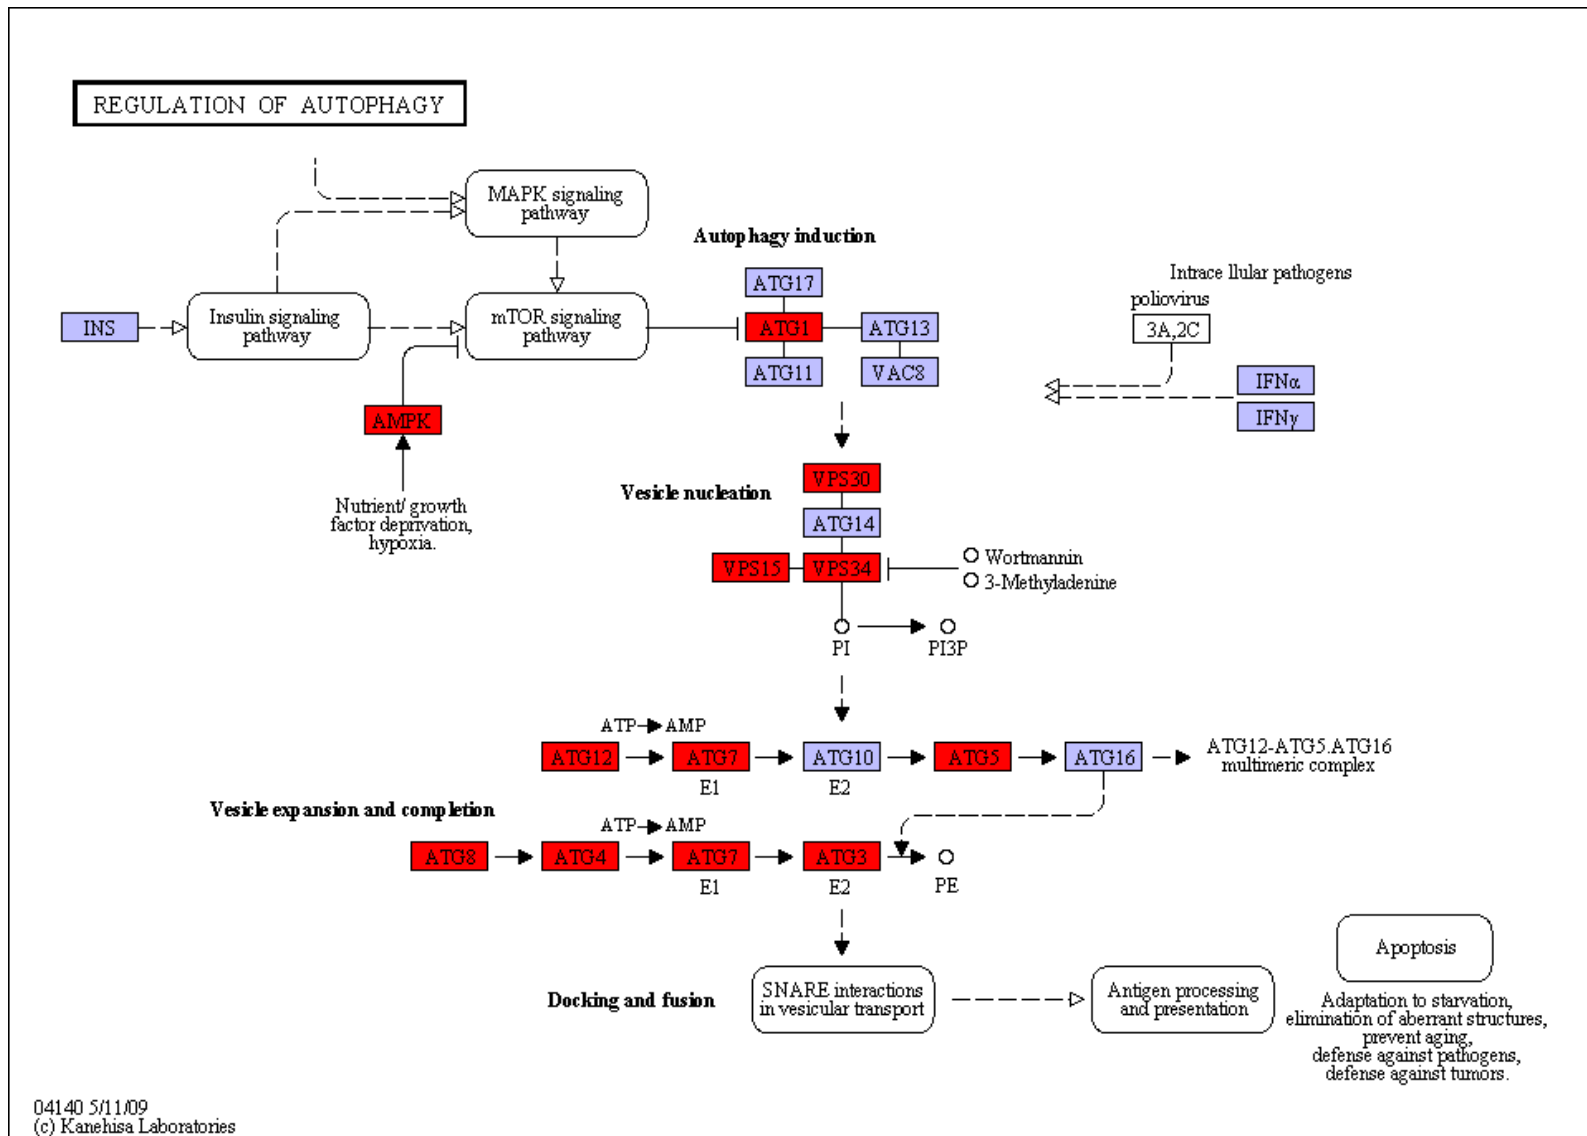 REGULATION OF AUTOPHAGY
MAPK signaling
pathway
Autophagy induction
ATG17
Intrace llular pathogens
poliovirus
INS
Insulin signaling
pathway
mTOR signaling
pathway
ATG1
ATG13
3A,2C
ATG11
VAC8
IFNα
IFNγ
AMPK
Nutrient/ growth
factor deprivation,
hypoxia.
Vesicle nucleation
VPS30
ATG14
VPS15
VPS34
Wortmannin
3-Methyladenine
PI
PI3P
ATP
AMP
ATG12
ATG7
ATG10
ATG5
ATG16
ATG12-ATG5.ATG16
multimeric complex
E1
E2
Vesicle expansion and completion
ATP
AMP
ATG8
ATG4
ATG7
ATG3
PE
E1
E2
Docking and fusion
SNARE interactions
in vesicular transport
Antigen processing
and presentation
Apoptosis
Adaptation to starvation,
elimination of aberrant structures,
prevent aging,
defense against pathogens,
defense against tumors.
04140 5/11/09
(c) Kanehisa Laboratories